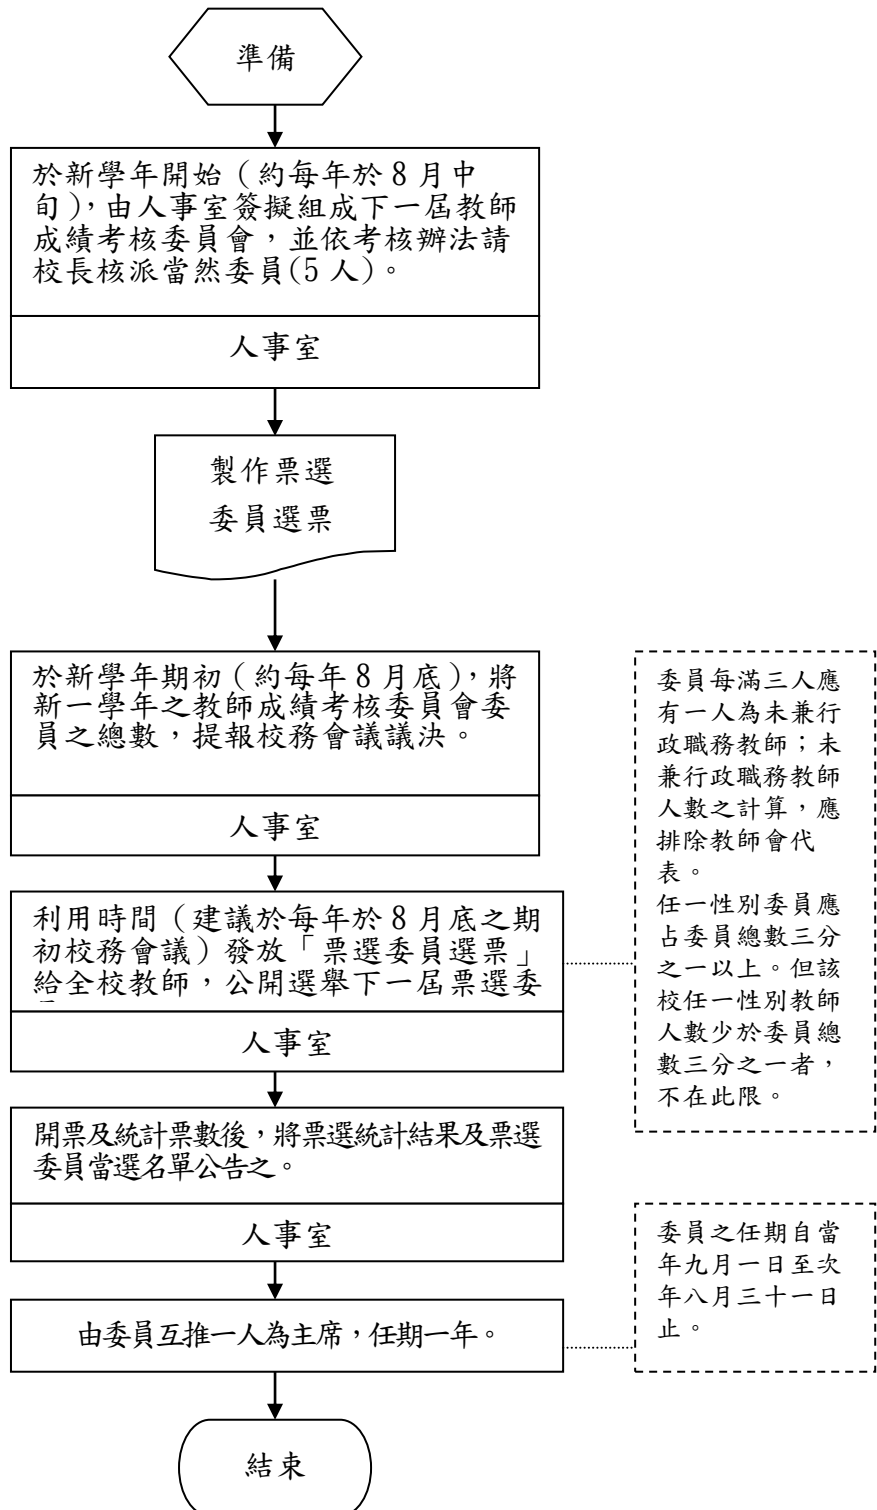 準備
於新學年開始（約每年於 8 月中
旬），由人事室簽擬組成下一屆教師
成績考核委員會，並依考核辦法請
校長核派當然委員(5 人)。
人事室
製作票選
委員選票
於新學年期初（約每年 8 月底），將
新一學年之教師成績考核委員會委
員之總數，提報校務會議議決。
人事室
利用時間（建議於每年於 8 月底之期
初校務會議）發放「票選委員選票」
給全校教師，公開選舉下一屆票選委
人事室
委員每滿三人應
有一人為未兼行
政職務教師；未
兼行政職務教師
人數之計算，應
排除教師會代
表。
任一性別委員應
占委員總數三分
之一以上。但該
校任一性別教師
人數少於委員總
數三分之一者，
不在此限。
開票及統計票數後，將票選統計結果及票選
委員當選名單公告之。
人事室
由委員互推一人為主席，任期一年。
委員之任期自當
年九月一日至次
年八月三十一日
止。
結束